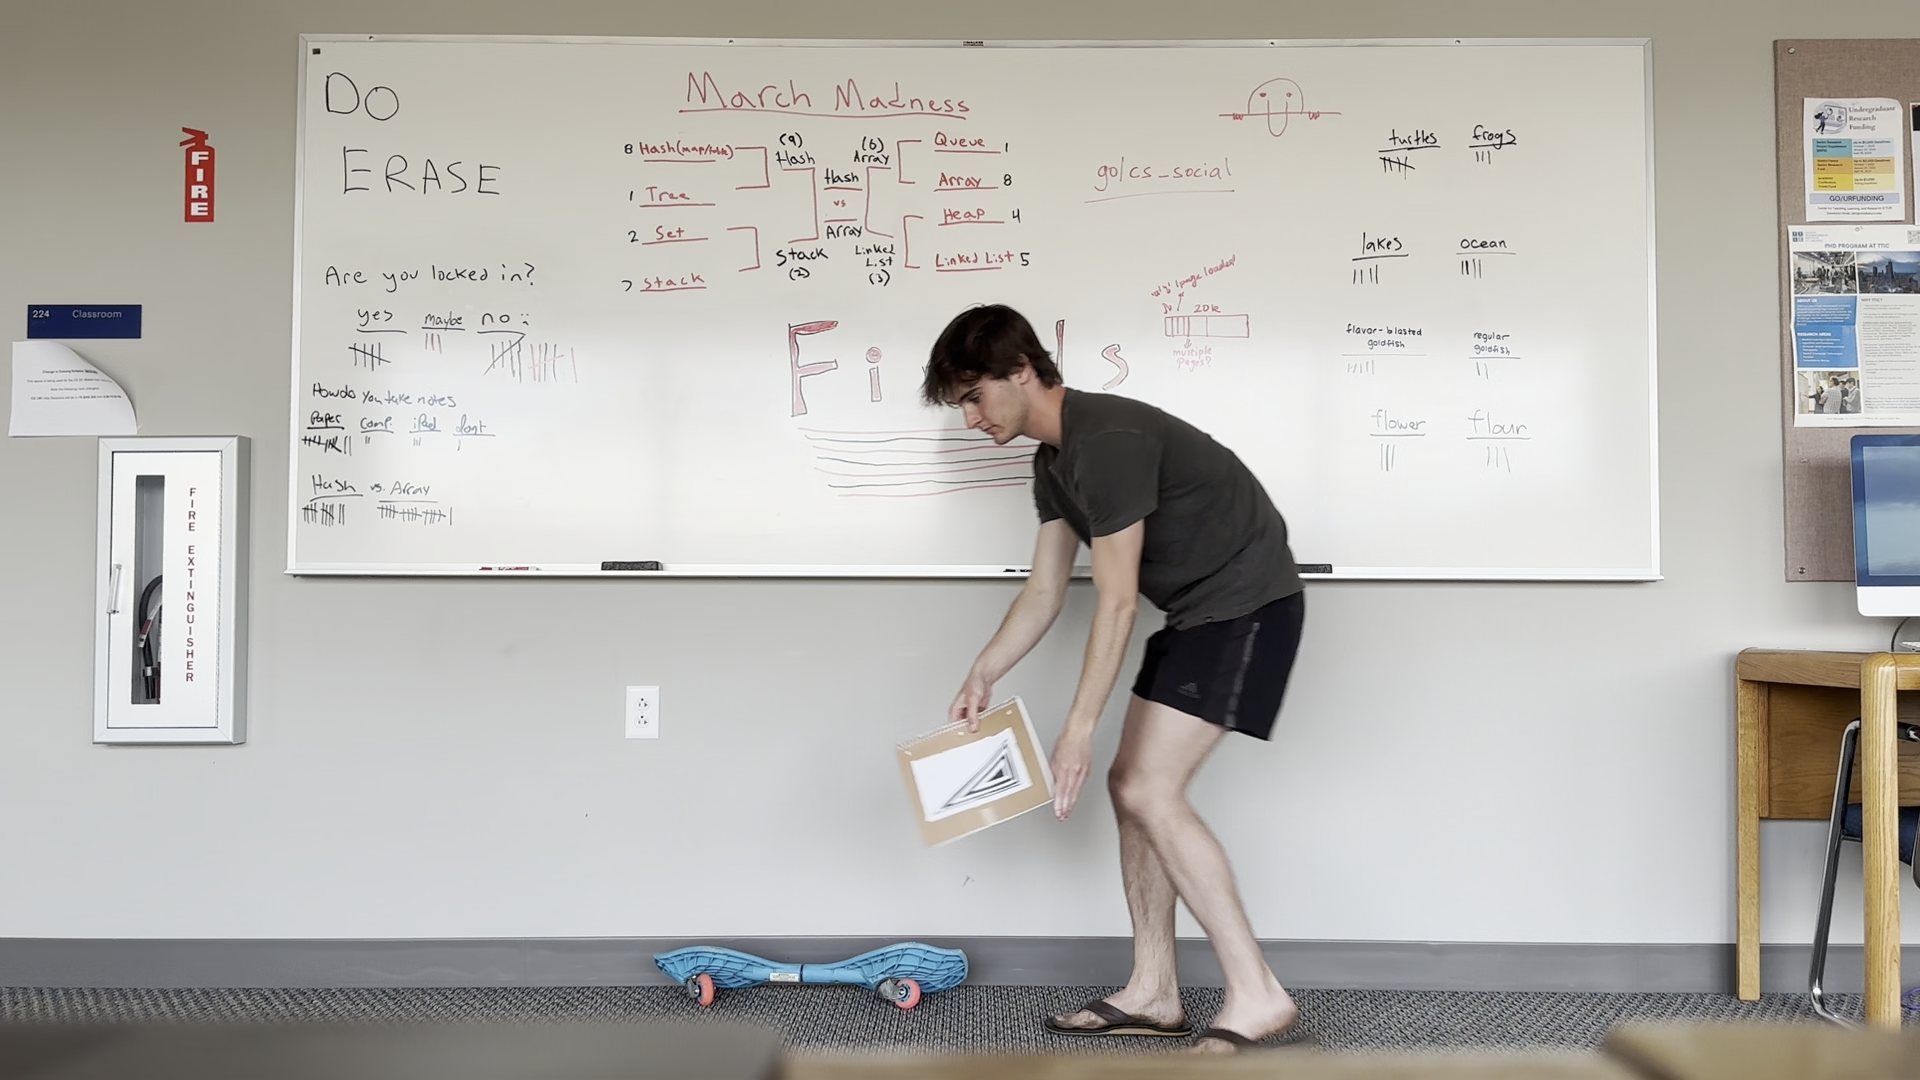 DO
ERASE
Are you locked in?
yes maybe no
How do you take notes
Paper comp. iPad don't
Hash vs. Array
March Madness
8 Hash(map/table)
1 Tree
2 Set
7 Stack
(9)
Hash
Stack
(2)
Hash
vs
Array
(6)
Array
Linked
List
(3)
Queue 1
Array 8
Heap 4
Linked List 5
Fi s
go/cs_social
20k
multiple
pages?
turtles frogs
lakes ocean
flavor-blasted
goldfish
regular
goldfish
flower flour
FIRE
224 Classroom
FIRE EXTINGUISHER
Undergraduate
Research
Funding
GO/URFUNDING
PHD PROGRAM AT TTIC